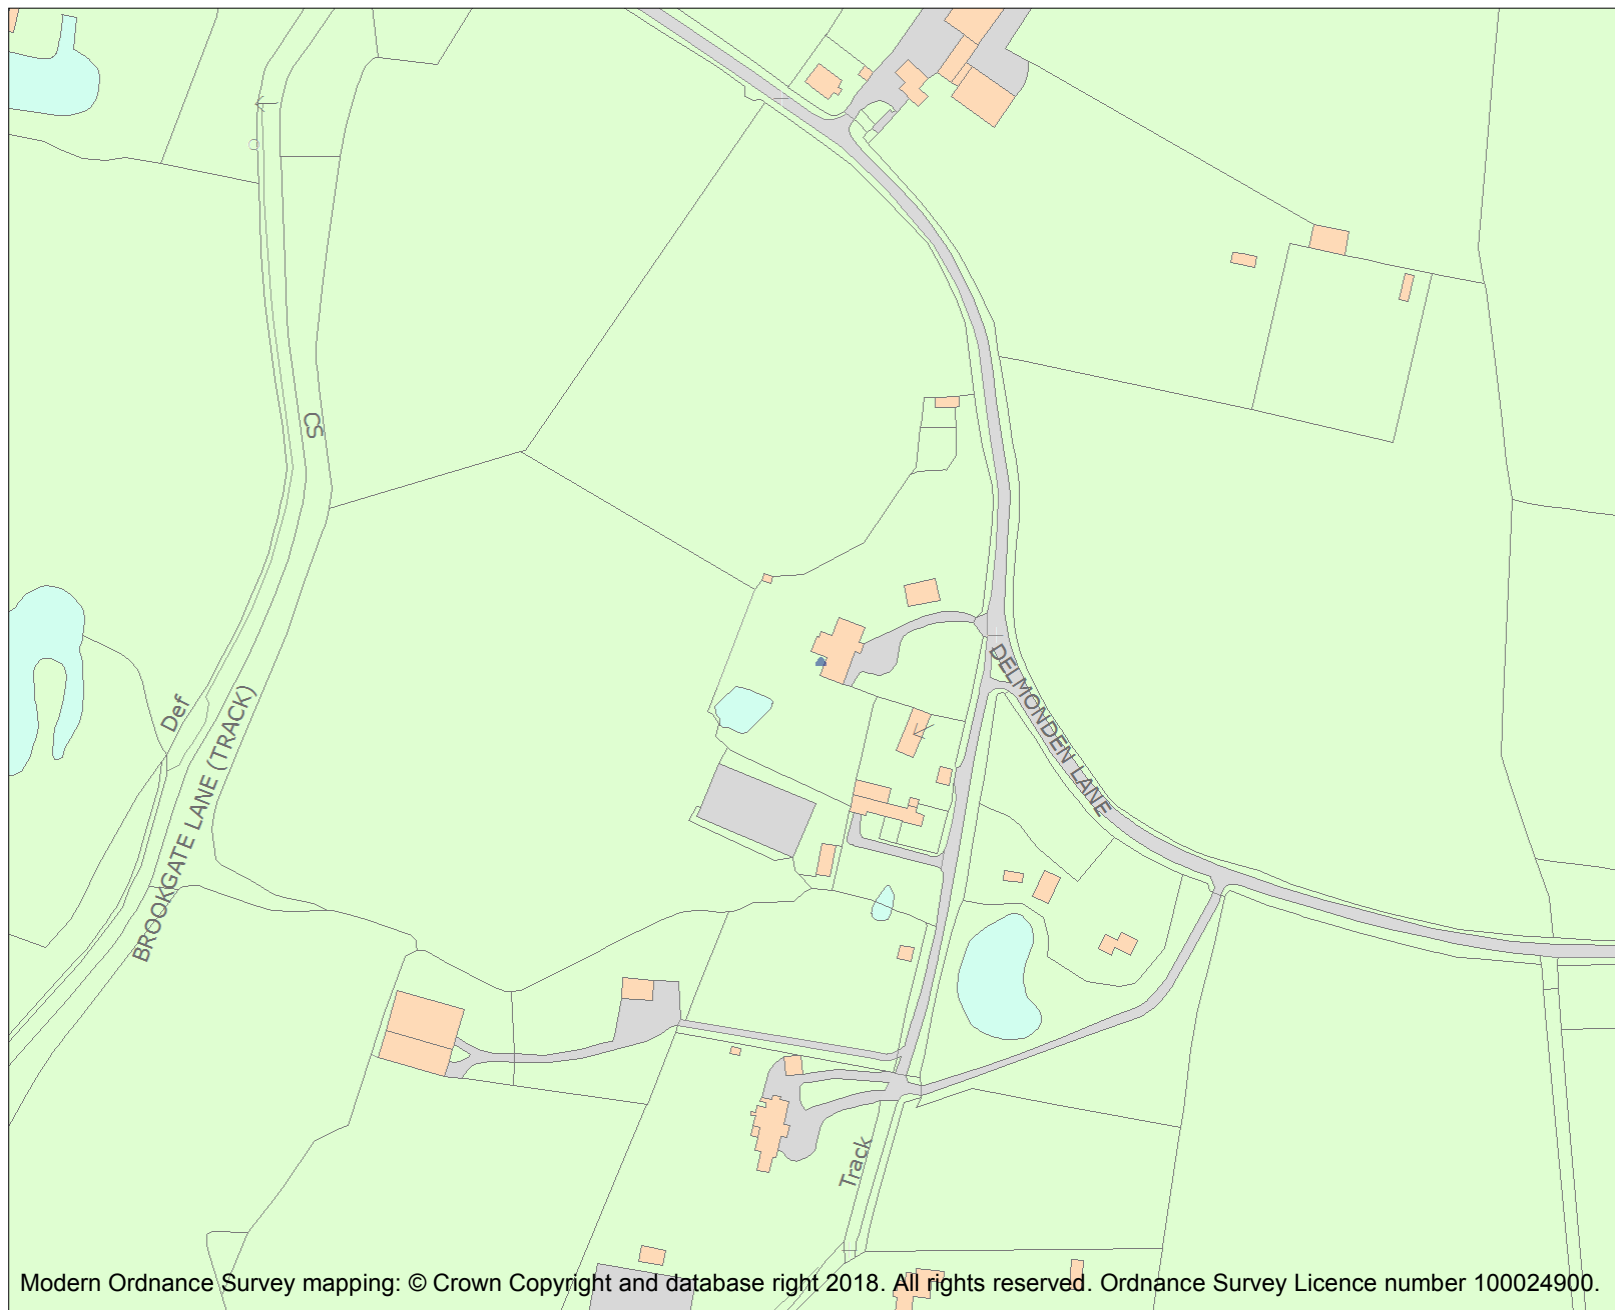 CS
DELMONDEN LANE
Def
BROOKGATE LANE (TRACK)
Track
Modern Ordnance Survey mapping: © Crown Copyright and database right 2018. All rights reserved. Ordnance Survey Licence number 100024900.